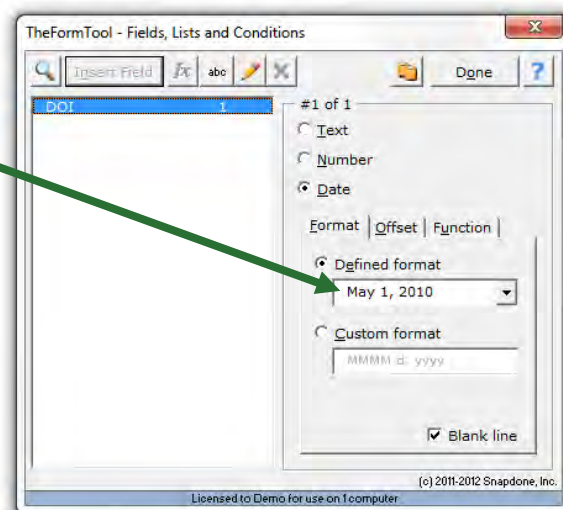 TheFormTool - Fields, Lists and Conditions
Insert Field fx abc Done ?
DOI 1
#1 of 1
Text
Number
Date
Format Offset Function
Defined format
May 1, 2010
Custom format
MMMM d, yyyy
Blank line
(c) 2011-2012 Snapdone, Inc.
Licensed to Demo for use on 1 computer